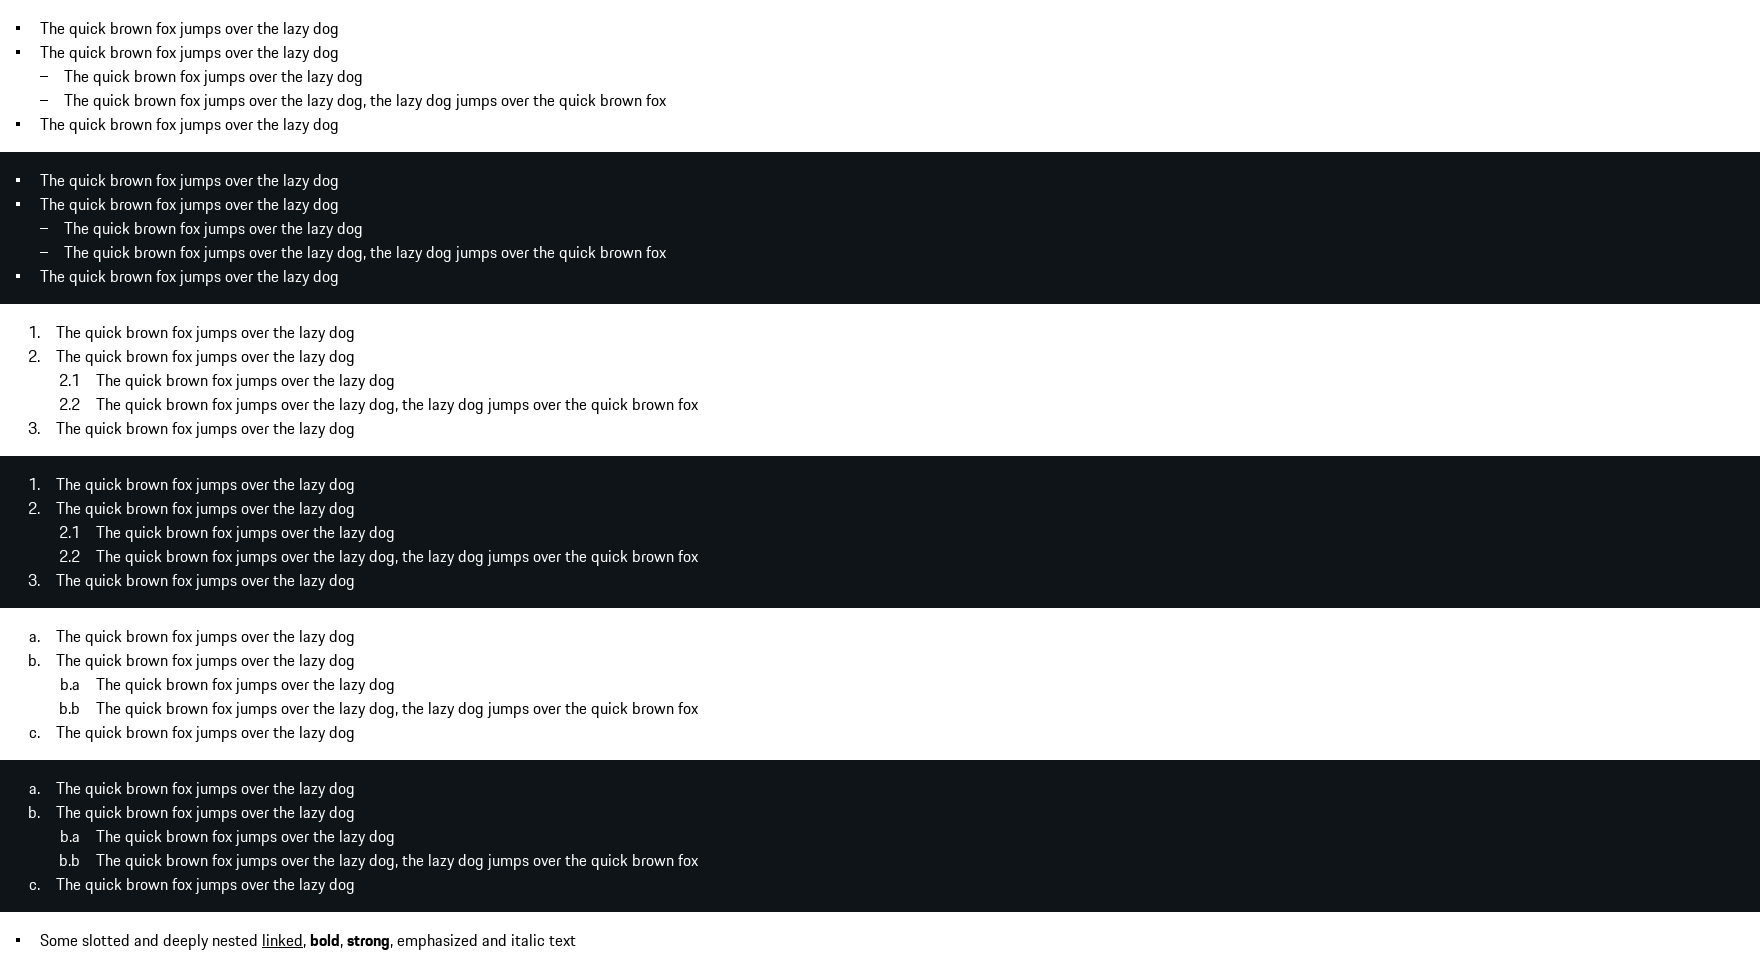 ▪ The quick brown fox jumps over the lazy dog
▪ The quick brown fox jumps over the lazy dog
– The quick brown fox jumps over the lazy dog
– The quick brown fox jumps over the lazy dog, the lazy dog jumps over the quick brown fox
▪ The quick brown fox jumps over the lazy dog
▪ The quick brown fox jumps over the lazy dog
▪ The quick brown fox jumps over the lazy dog
– The quick brown fox jumps over the lazy dog
– The quick brown fox jumps over the lazy dog, the lazy dog jumps over the quick brown fox
▪ The quick brown fox jumps over the lazy dog
1. The quick brown fox jumps over the lazy dog
2. The quick brown fox jumps over the lazy dog
2.1 The quick brown fox jumps over the lazy dog
2.2 The quick brown fox jumps over the lazy dog, the lazy dog jumps over the quick brown fox
3. The quick brown fox jumps over the lazy dog
1. The quick brown fox jumps over the lazy dog
2. The quick brown fox jumps over the lazy dog
2.1 The quick brown fox jumps over the lazy dog
2.2 The quick brown fox jumps over the lazy dog, the lazy dog jumps over the quick brown fox
3. The quick brown fox jumps over the lazy dog
a. The quick brown fox jumps over the lazy dog
b. The quick brown fox jumps over the lazy dog
b.a The quick brown fox jumps over the lazy dog
b.b The quick brown fox jumps over the lazy dog, the lazy dog jumps over the quick brown fox
c. The quick brown fox jumps over the lazy dog
a. The quick brown fox jumps over the lazy dog
b. The quick brown fox jumps over the lazy dog
b.a The quick brown fox jumps over the lazy dog
b.b The quick brown fox jumps over the lazy dog, the lazy dog jumps over the quick brown fox
c. The quick brown fox jumps over the lazy dog
▪ Some slotted and deeply nested linked, bold, strong, emphasized and italic text